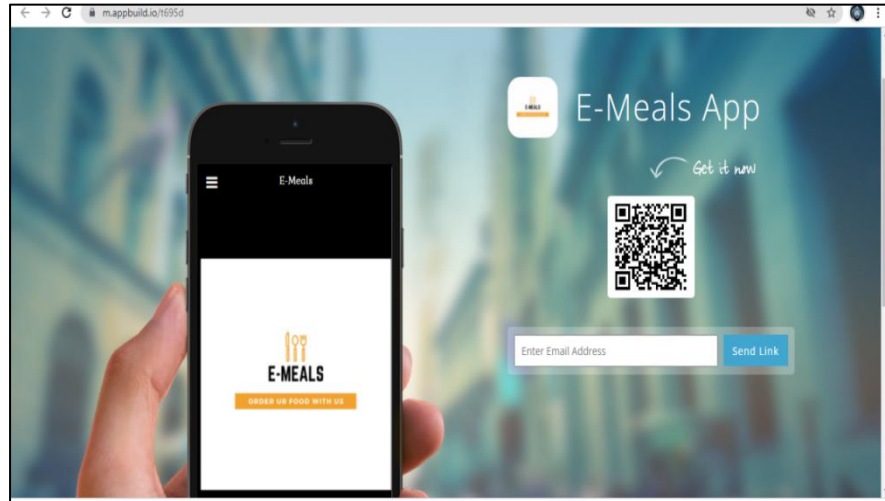 m.appbuild.io/t695d
E-MEALS
E-Meals App
Get it now
E-Meals
E-MEALS
ORDER UR FOOD WITH US
Enter Email Address
Send Link